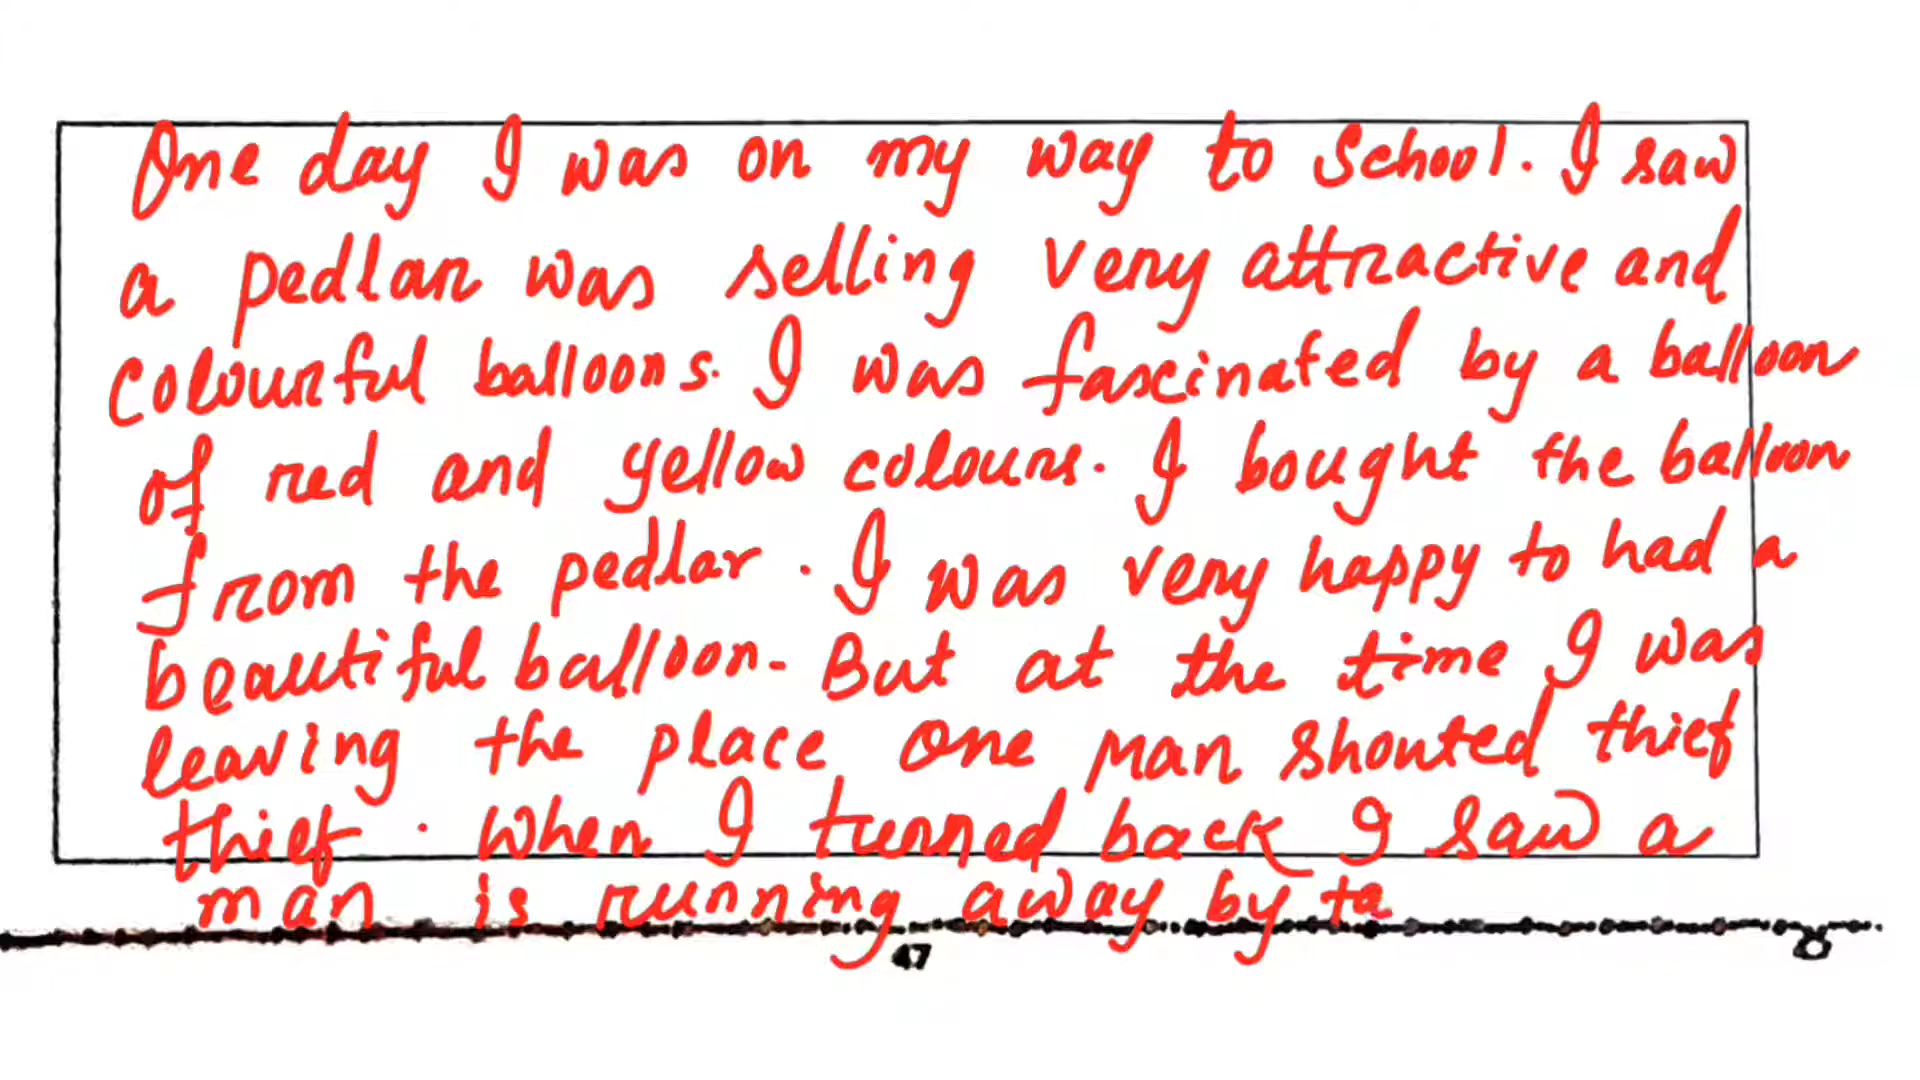 One day I was on my way to School. I saw
a pedlar was selling very attractive and
colourful balloons. I was fascinated by a balloon
of red and yellow colours. I bought the balloon
from the pedlar. I was very happy to had a
beautiful balloon. But at the time I was
leaving the place one man shouted thief
thief. When I turned back I saw a
man is running away by ta
47